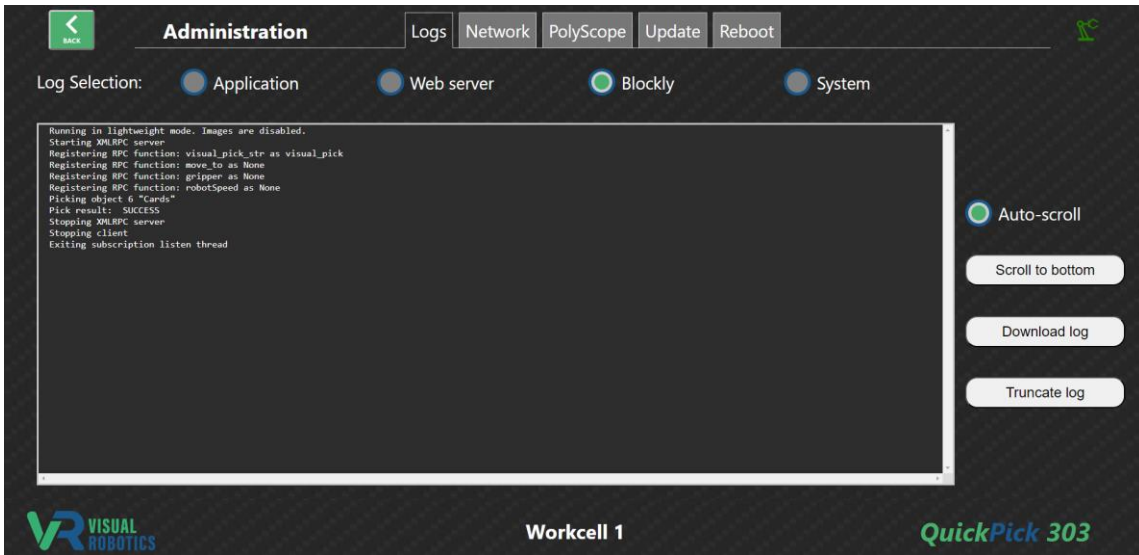 BACK
Administration
Logs Network PolyScope Update Reboot
Log Selection: Application Web server Blockly System
Running in lightweight mode. Images are disabled.
Starting XMLRPC server
Registering RPC function: visual_pick_str as visual_pick
Registering RPC function: move_to as None
Registering RPC function: gripper as None
Registering RPC function: robotSpeed as None
Picking object 6 "Cards"
Pick result:  SUCCESS
Stopping XMLRPC server
Stopping client
Exiting subscription listen thread
Auto-scroll
Scroll to bottom
Download log
Truncate log
VR VISUAL
ROBOTICS
Workcell 1
QuickPick 303